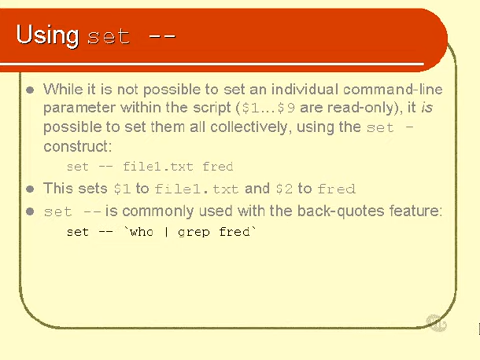 Using set --
While it is not possible to set an individual command-line
parameter within the script ($1...$9 are read-only), it is
possible to set them all collectively, using the set -
construct:
set -- file1.txt fred
This sets $1 to file1.txt and $2 to fred
set -- is commonly used with the back-quotes feature:
set -- `who | grep fred`